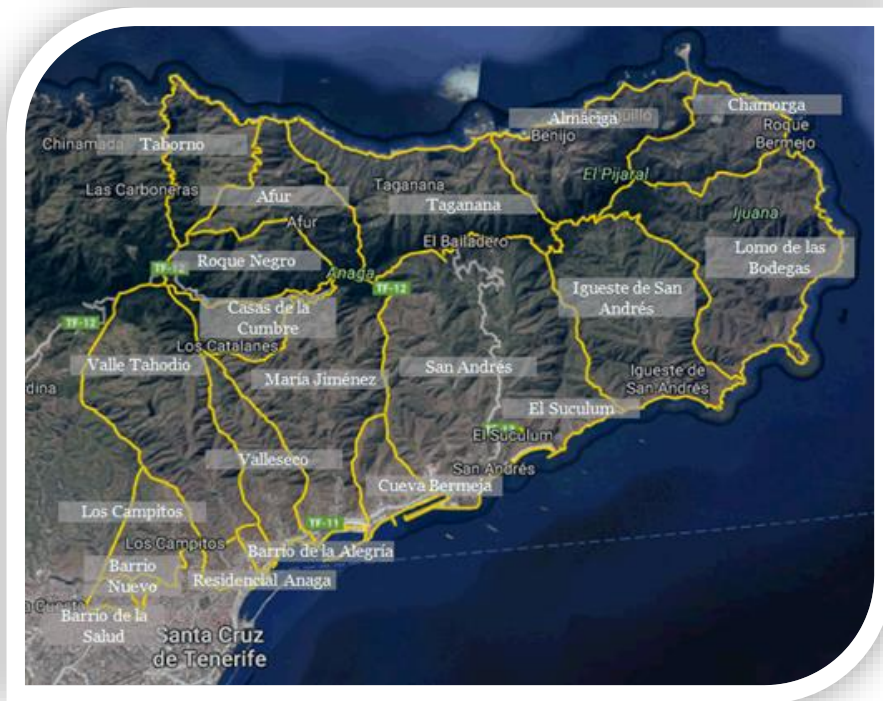 Almáciga
Benijo
Chamorga
Roque
Bermejo
Chinamada
Taborno
El Pijaral
Las Carboneras
Taganana
Afur
Taganana
Ijuana
Afur
El Bailadero
Lomo de las
Bodegas
Roque Negro
TF-12
Anaga
TF-12
Igueste de San
Andrés
Casas de la
Cumbre
TF-12
Los Catalanes
Valle Tahodio
María Jiménez
San Andrés
Igueste de
San Andrés
dina
El Suculum
El Suculum
Valleseco
San Andrés
Cueva Bermeja
Los Campitos
TF-11
Los Campitos
Barrio de la Alegría
Barrio
Nuevo
Residencial Anaga
Barrio de la
Salud
Santa Cruz
de Tenerife